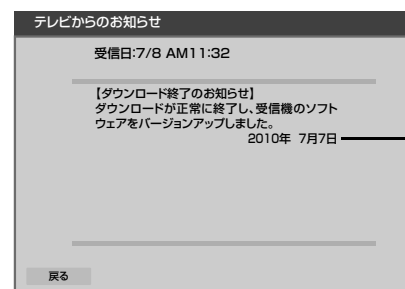 テレビからのお知らせ
受信日:7/8 AM11:32
【ダウンロード終了のお知らせ】
ダウンロードが正常に終了し、受信機のソフト
ウェアをバージョンアップしました。
2010年 7月7日
戻る